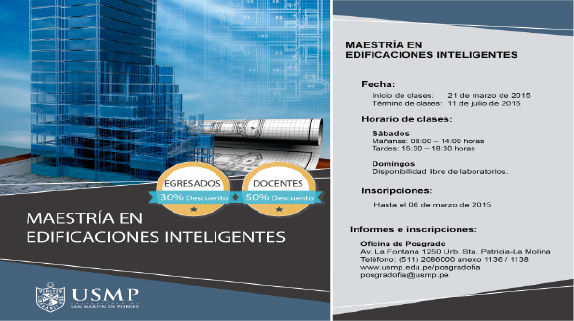 EGRESADOS
30% Descuento
DOCENTES
50% Descuento
MAESTRÍA EN
EDIFICACIONES INTELIGENTES
USMP
SAN MARTIN DE PORRES
MAESTRÍA EN
EDIFICACIONES INTELIGENTES
Fecha:
Inicio de clases: 21 de marzo de 2015
Término de clases: 11 de julio de 2015
Horario de clases:
Sábados
Mañanas: 08:00 – 14:00 horas
Tardes: 15:30 – 18:30 horas
Domingos
Disponibilidad libre de laboratorios.
Inscripciones:
Hasta el 06 de marzo de 2015
Informes e inscripciones:
Oficina de Posgrado
Av. La Fontana 1250 Urb. Sta. Patricia-La Molina
Teléfono: (511) 2086000 anexo 1136 / 1138
www.usmp.edu.pe/posgradofia
posgradofia@usmp.pe